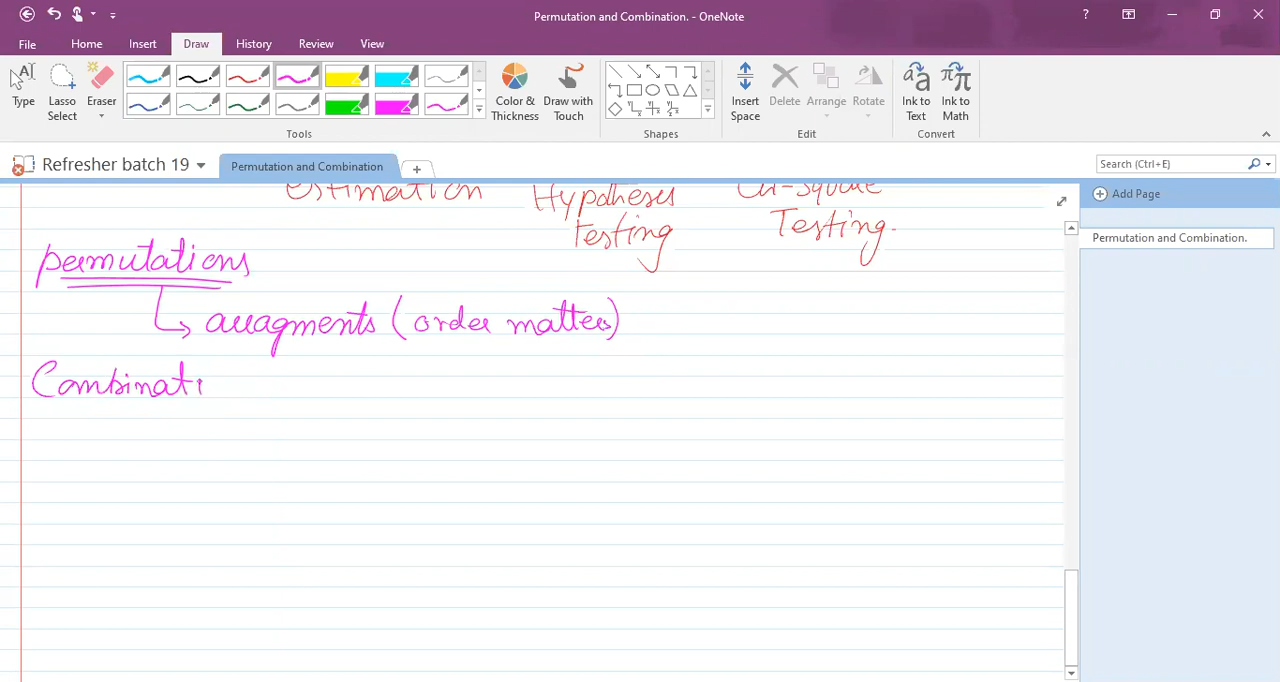 Permutation and Combination. - OneNote
?
File Home Insert Draw History Review View
Type
Lasso Select
Eraser
Color & Thickness
Draw with Touch
Insert Space
Delete
Arrange
Rotate
Ink to Text
Ink to Math
Tools
Shapes
Edit
Convert
Refresher batch 19
Permutation and Combination
Search (Ctrl+E)
Add Page
Permutation and Combination.
estimation Hypotheses testing
Testing.
permutations
arragments (order matters)
Combinati